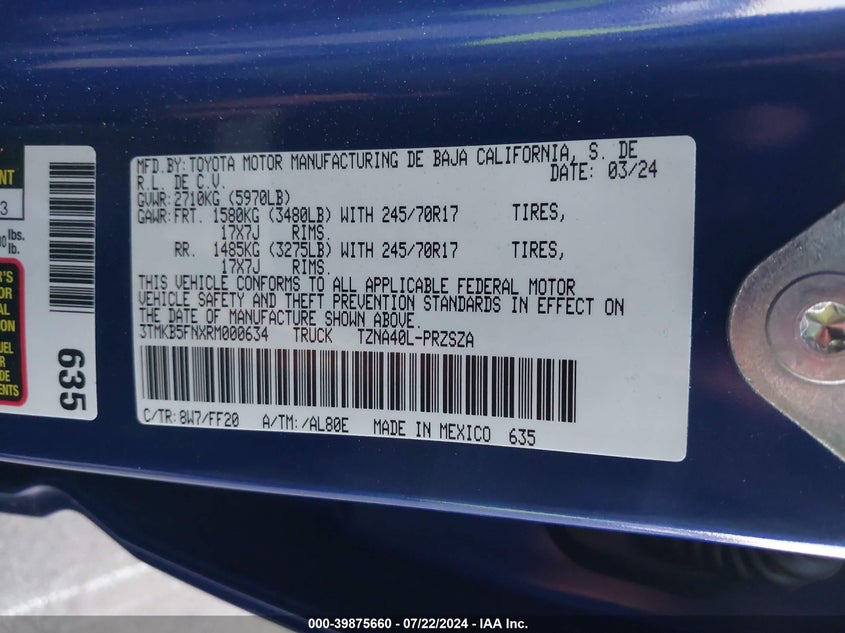 MFD.BY: TOYOTA MOTOR MANUFACTURING DE BAJA CALIFORNIA, S. DE
R.L. DE C.V. DATE: 03/24
GVWR: 2710KG (5970LB)
GAWR: FRT. 1580KG (3480LB) WITH 245/70R17 TIRES,
17X7J RIMS.
RR. 1485KG (3275LB) WITH 245/70R17 TIRES,
17X7J RIMS.
THIS VEHICLE CONFORMS TO ALL APPLICABLE FEDERAL MOTOR
VEHICLE SAFETY AND THEFT PREVENTION STANDARDS IN EFFECT ON
THE DATE OF MANUFACTURE SHOWN ABOVE.
3TMKB5FNXRM000634 TRUCK TZNA40L-PRZSZA
C/TR: 8W7/FF20 A/TM: /AL80E MADE IN MEXICO 635
635
lbs.
lb.
000-39875660 - 07/22/2024 - IAA Inc.